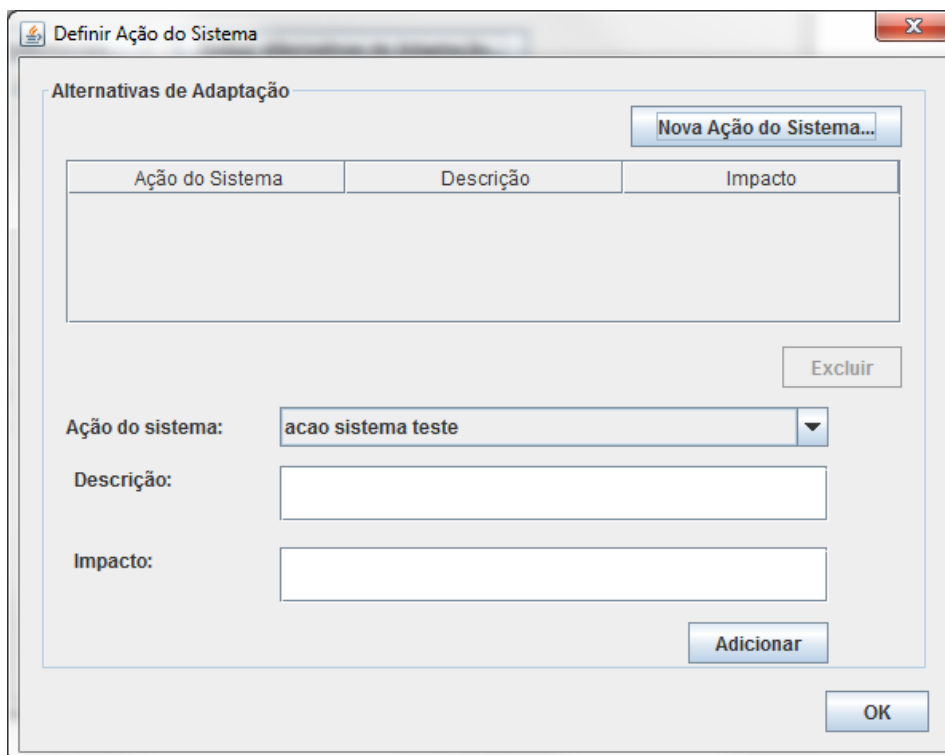 Definir Ação do Sistema
Alternativas de Adaptação
Nova Ação do Sistema...
Ação do Sistema Descrição Impacto
Excluir
Ação do sistema: acao sistema teste
Descrição:
Impacto:
Adicionar
OK